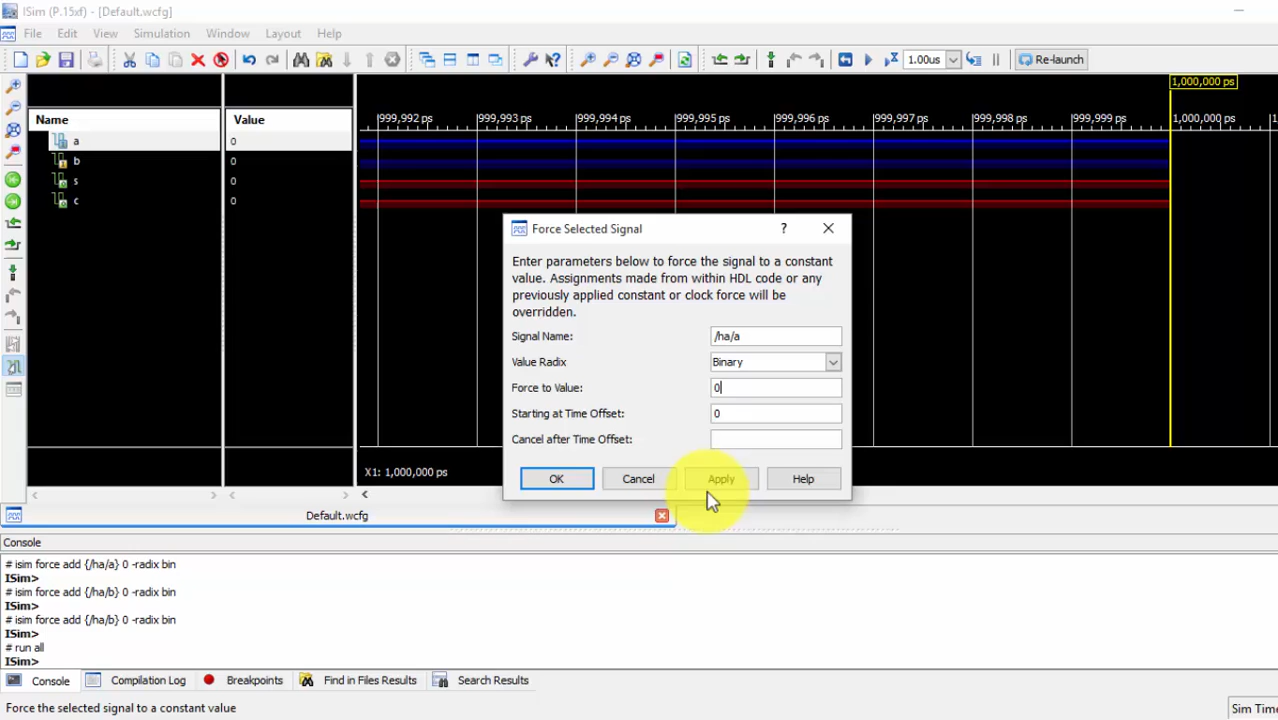 ISim (P.15xf) - [Default.wcfg]
File Edit View Simulation Window Layout Help
1.00us Re-launch
1,000,000 ps
Name Value
999,992 ps 999,993 ps 999,994 ps 999,995 ps 999,996 ps 999,997 ps 999,998 ps 999,999 ps 1,000,000 ps
a 0
b 0
s 0
c 0
Force Selected Signal ?
Enter parameters below to force the signal to a constant
value. Assignments made from within HDL code or any
previously applied constant or clock force will be
overridden.
Signal Name: /ha/a
Value Radix Binary
Force to Value: 0
Starting at Time Offset: 0
Cancel after Time Offset:
OK Cancel Apply Help
X1: 1,000,000 ps
Default.wcfg
Console
# isim force add {/ha/a} 0 -radix bin
ISim>
# isim force add {/ha/b} 0 -radix bin
ISim>
# isim force add {/ha/b} 0 -radix bin
ISim>
# run all
ISim>
Console Compilation Log Breakpoints Find in Files Results Search Results
Force the selected signal to a constant value Sim Time